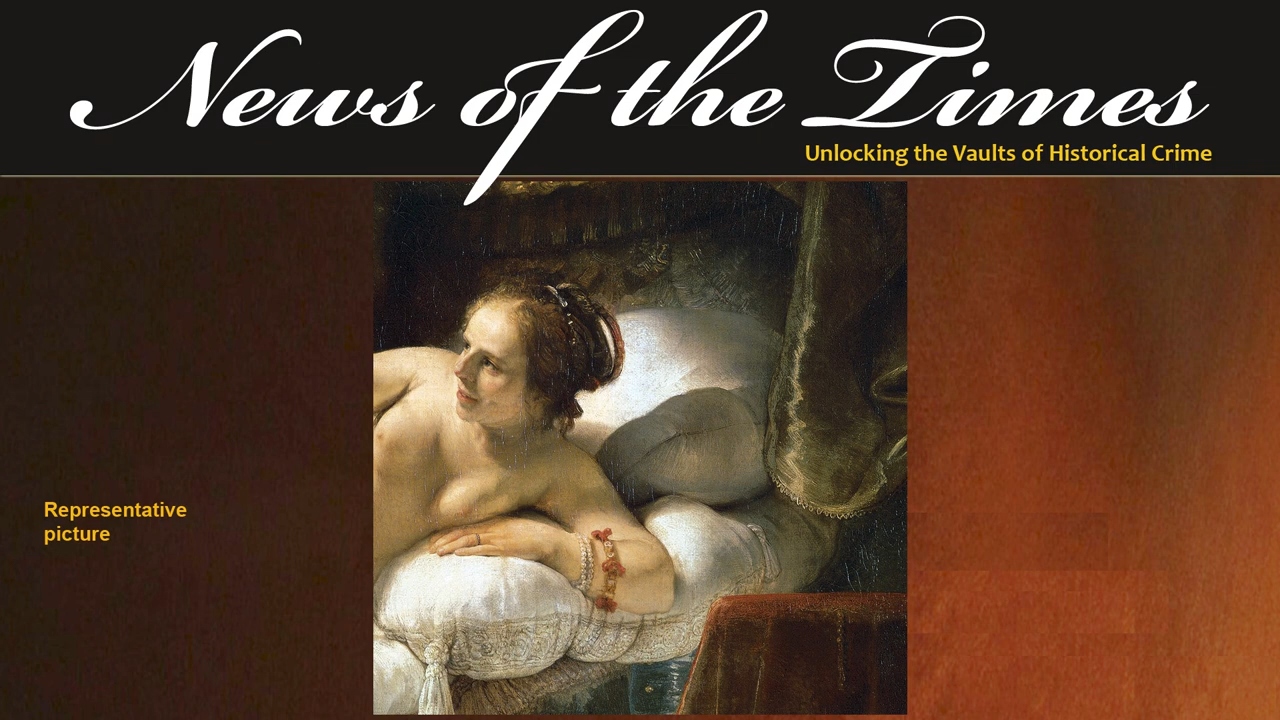 News of the Times
Unlocking the Vaults of Historical Crime
Representative
picture